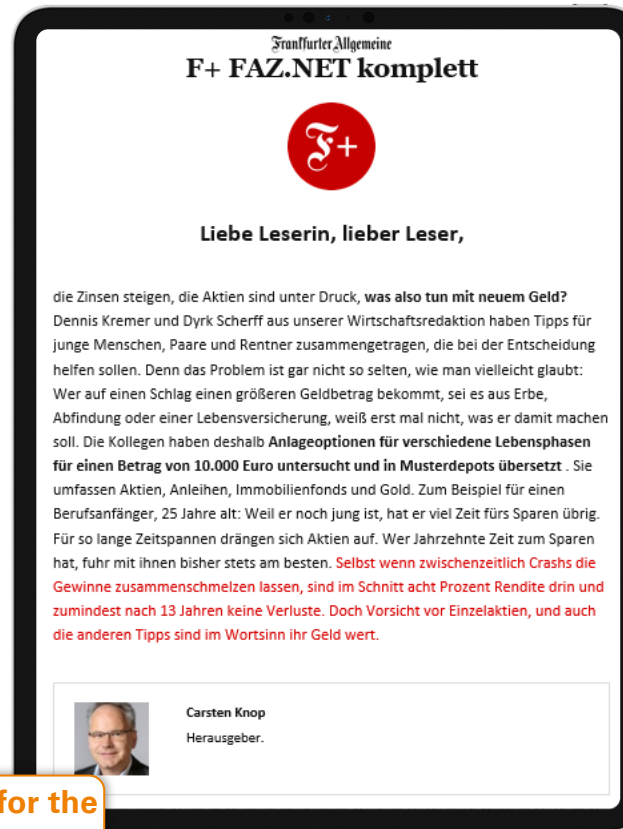 Frankfurter Allgemeine
F+ FAZ.NET komplett
F+
Liebe Leserin, lieber Leser,
die Zinsen steigen, die Aktien sind unter Druck, was also tun mit neuem Geld?
Dennis Kremer und Dyrk Scherff aus unserer Wirtschaftsredaktion haben Tipps für
junge Menschen, Paare und Rentner zusammengetragen, die bei der Entscheidung
helfen sollen. Denn das Problem ist gar nicht so selten, wie man vielleicht glaubt:
Wer auf einen Schlag einen größeren Geldbetrag bekommt, sei es aus Erbe,
Abfindung oder einer Lebensversicherung, weiß erst mal nicht, was er damit machen
soll. Die Kollegen haben deshalb Anlageoptionen für verschiedene Lebensphasen
für einen Betrag von 10.000 Euro untersucht und in Musterdepots übersetzt . Sie
umfassen Aktien, Anleihen, Immobilienfonds und Gold. Zum Beispiel für einen
Berufsanfänger, 25 Jahre alt: Weil er noch jung ist, hat er viel Zeit fürs Sparen übrig.
Für so lange Zeitspannen drängen sich Aktien auf. Wer Jahrzehnte Zeit zum Sparen
hat, fuhr mit ihnen bisher stets am besten. Selbst wenn zwischenzeitlich Crashs die
Gewinne zusammenschmelzen lassen, sind im Schnitt acht Prozent Rendite drin und
zumindest nach 13 Jahren keine Verluste. Doch Vorsicht vor Einzelaktien, und auch
die anderen Tipps sind im Wortsinn ihr Geld wert.
Carsten Knop
Herausgeber.
for the